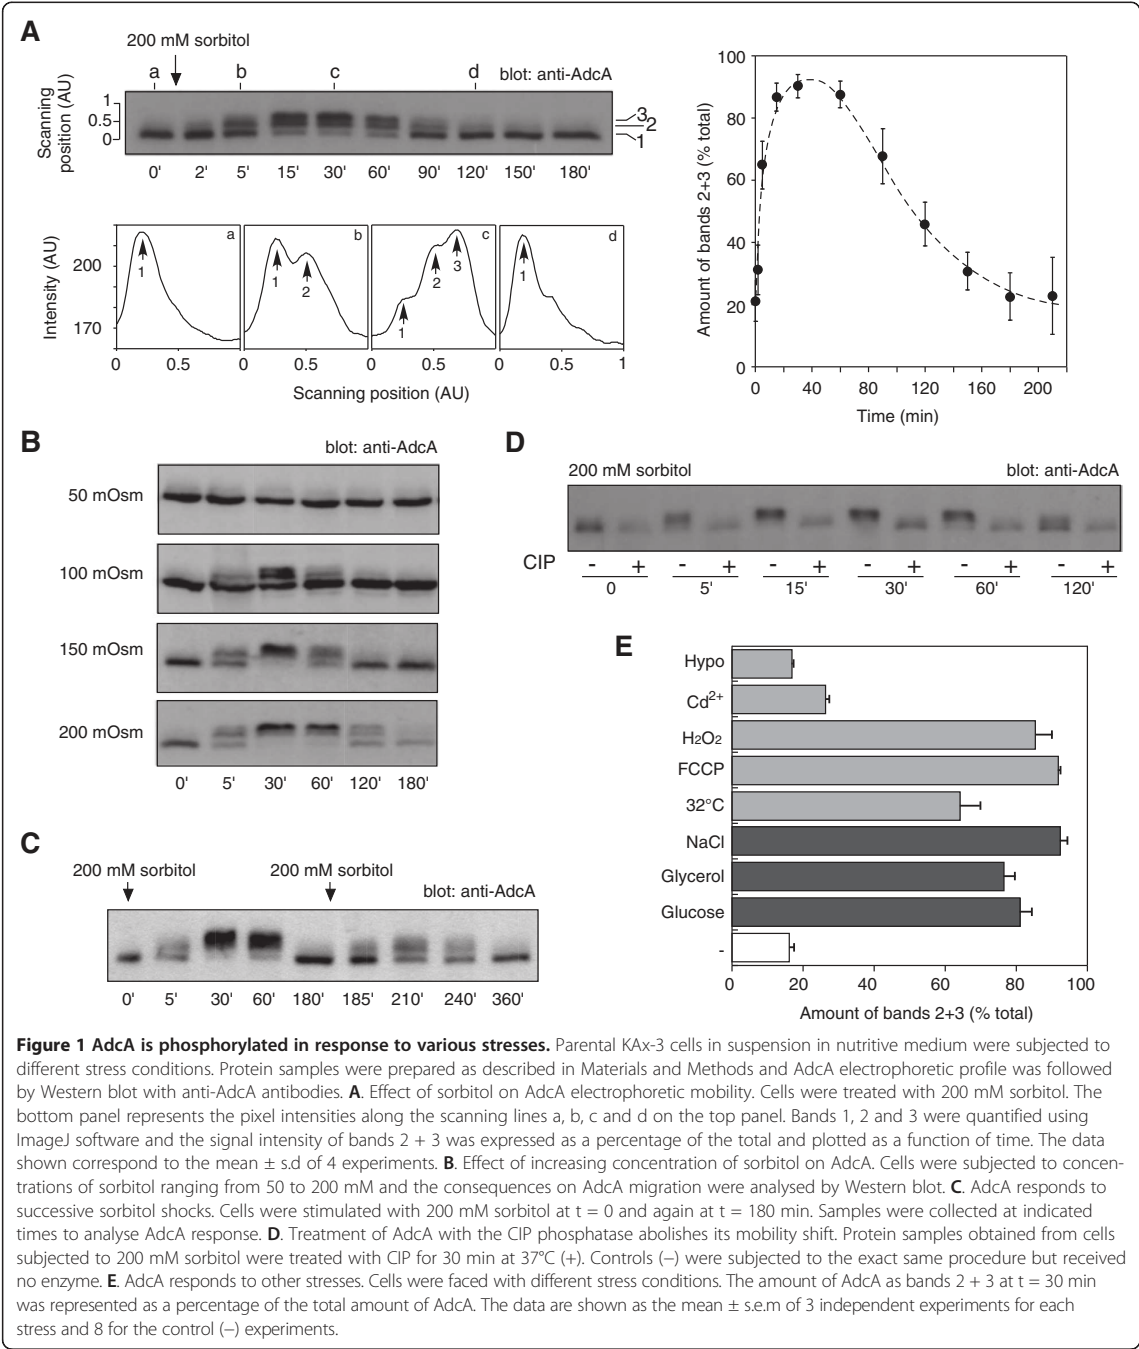 A
200 mM sorbitol
a b c d blot: anti-AdcA
Scanning
position (AU)
1
0.5
0
3
2
1
0' 2' 5' 15' 30' 60' 90' 120' 150' 180'
Intensity (AU)
200
170
a b c d
1 1 2 1 2 3 1
0 0.5 0 0.5 0 0.5 0 0.5 1
Scanning position (AU)
Amount of bands 2+3 (% total)
100
80
60
40
20
0
0 40 80 120 160 200
Time (min)
B
blot: anti-AdcA
50 mOsm
100 mOsm
150 mOsm
200 mOsm
0' 5' 30' 60' 120' 180'
C
200 mM sorbitol 200 mM sorbitol
blot: anti-AdcA
0' 5' 30' 60' 180' 185' 210' 240' 360'
D
200 mM sorbitol blot: anti-AdcA
CIP - + - + - + - + - + - +
0 5' 15' 30' 60' 120'
E
Hypo
Cd²⁺
H₂O₂
FCCP
32°C
NaCl
Glycerol
Glucose
-
0 20 40 60 80 100
Amount of bands 2+3 (% total)
Figure 1 AdcA is phosphorylated in response to various stresses. Parental KAx-3 cells in suspension in nutritive medium were subjected to
different stress conditions. Protein samples were prepared as described in Materials and Methods and AdcA electrophoretic profile was followed
by Western blot with anti-AdcA antibodies. A. Effect of sorbitol on AdcA electrophoretic mobility. Cells were treated with 200 mM sorbitol. The
bottom panel represents the pixel intensities along the scanning lines a, b, c and d on the top panel. Bands 1, 2 and 3 were quantified using
ImageJ software and the signal intensity of bands 2 + 3 was expressed as a percentage of the total and plotted as a function of time. The data
shown correspond to the mean ± s.d of 4 experiments. B. Effect of increasing concentration of sorbitol on AdcA. Cells were subjected to concen-
trations of sorbitol ranging from 50 to 200 mM and the consequences on AdcA migration were analysed by Western blot. C. AdcA responds to
successive sorbitol shocks. Cells were stimulated with 200 mM sorbitol at t = 0 and again at t = 180 min. Samples were collected at indicated
times to analyse AdcA response. D. Treatment of AdcA with the CIP phosphatase abolishes its mobility shift. Protein samples obtained from cells
subjected to 200 mM sorbitol were treated with CIP for 30 min at 37°C (+). Controls (−) were subjected to the exact same procedure but received
no enzyme. E. AdcA responds to other stresses. Cells were faced with different stress conditions. The amount of AdcA as bands 2 + 3 at t = 30 min
was represented as a percentage of the total amount of AdcA. The data are shown as the mean ± s.e.m of 3 independent experiments for each
stress and 8 for the control (−) experiments.